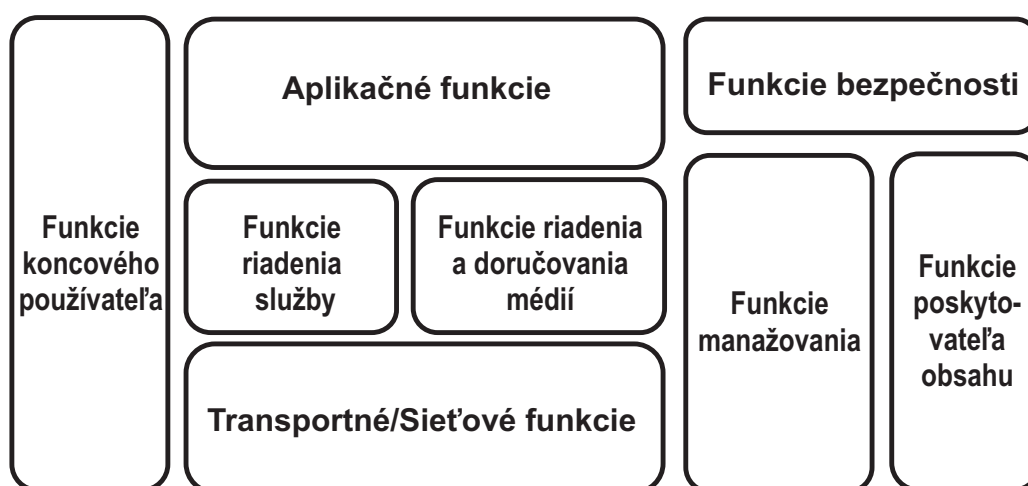 Funkcie
koncového
používateľa
Aplikačné funkcie
Funkcie
riadenia
služby
Funkcie riadenia
a doručovania
médií
Transportné/Sieťové funkcie
Funkcie bezpečnosti
Funkcie
manažovania
Funkcie
poskyto-
vateľa
obsahu